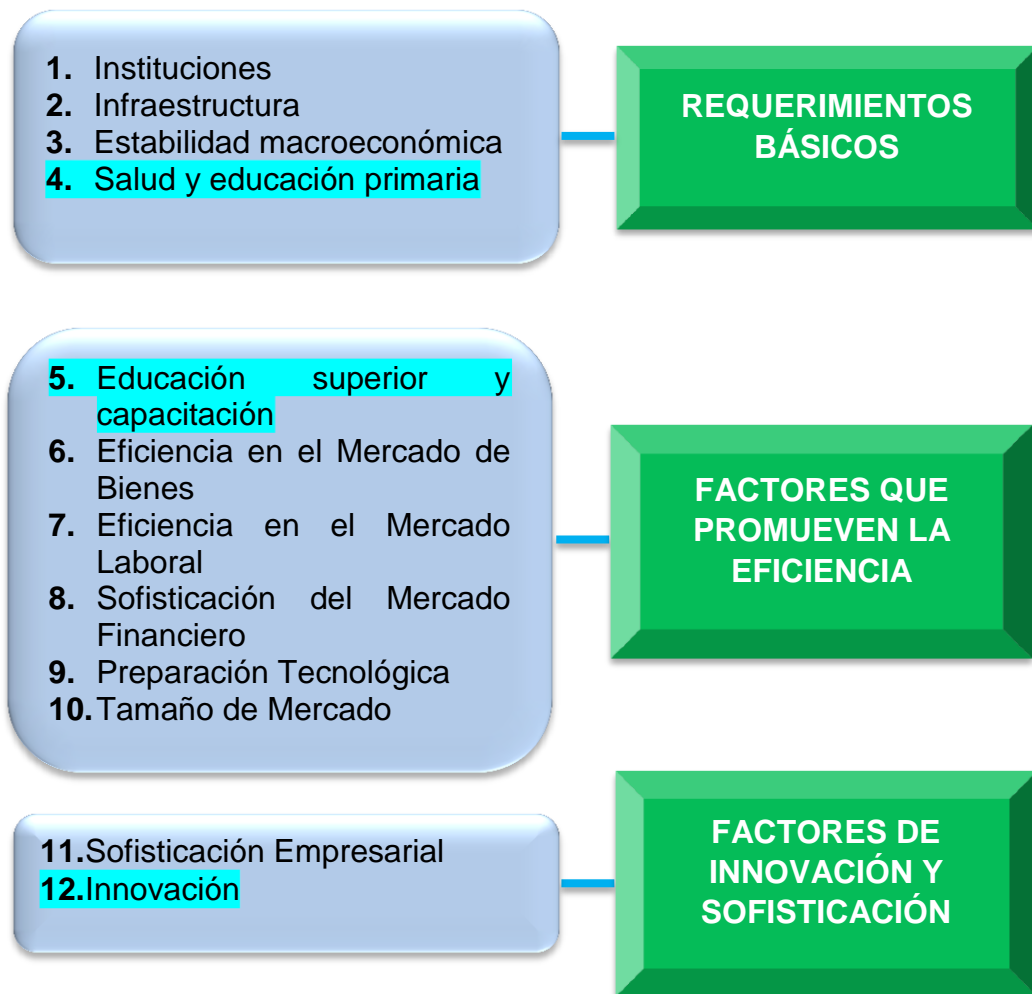 1. Instituciones
2. Infraestructura
3. Estabilidad macroeconómica
4. Salud y educación primaria
REQUERIMIENTOS
BÁSICOS
5. Educación superior y
capacitación
6. Eficiencia en el Mercado de
Bienes
7. Eficiencia en el Mercado
Laboral
8. Sofisticación del Mercado
Financiero
9. Preparación Tecnológica
10. Tamaño de Mercado
FACTORES QUE
PROMUEVEN LA
EFICIENCIA
11. Sofisticación Empresarial
12. Innovación
FACTORES DE
INNOVACIÓN Y
SOFISTICACIÓN